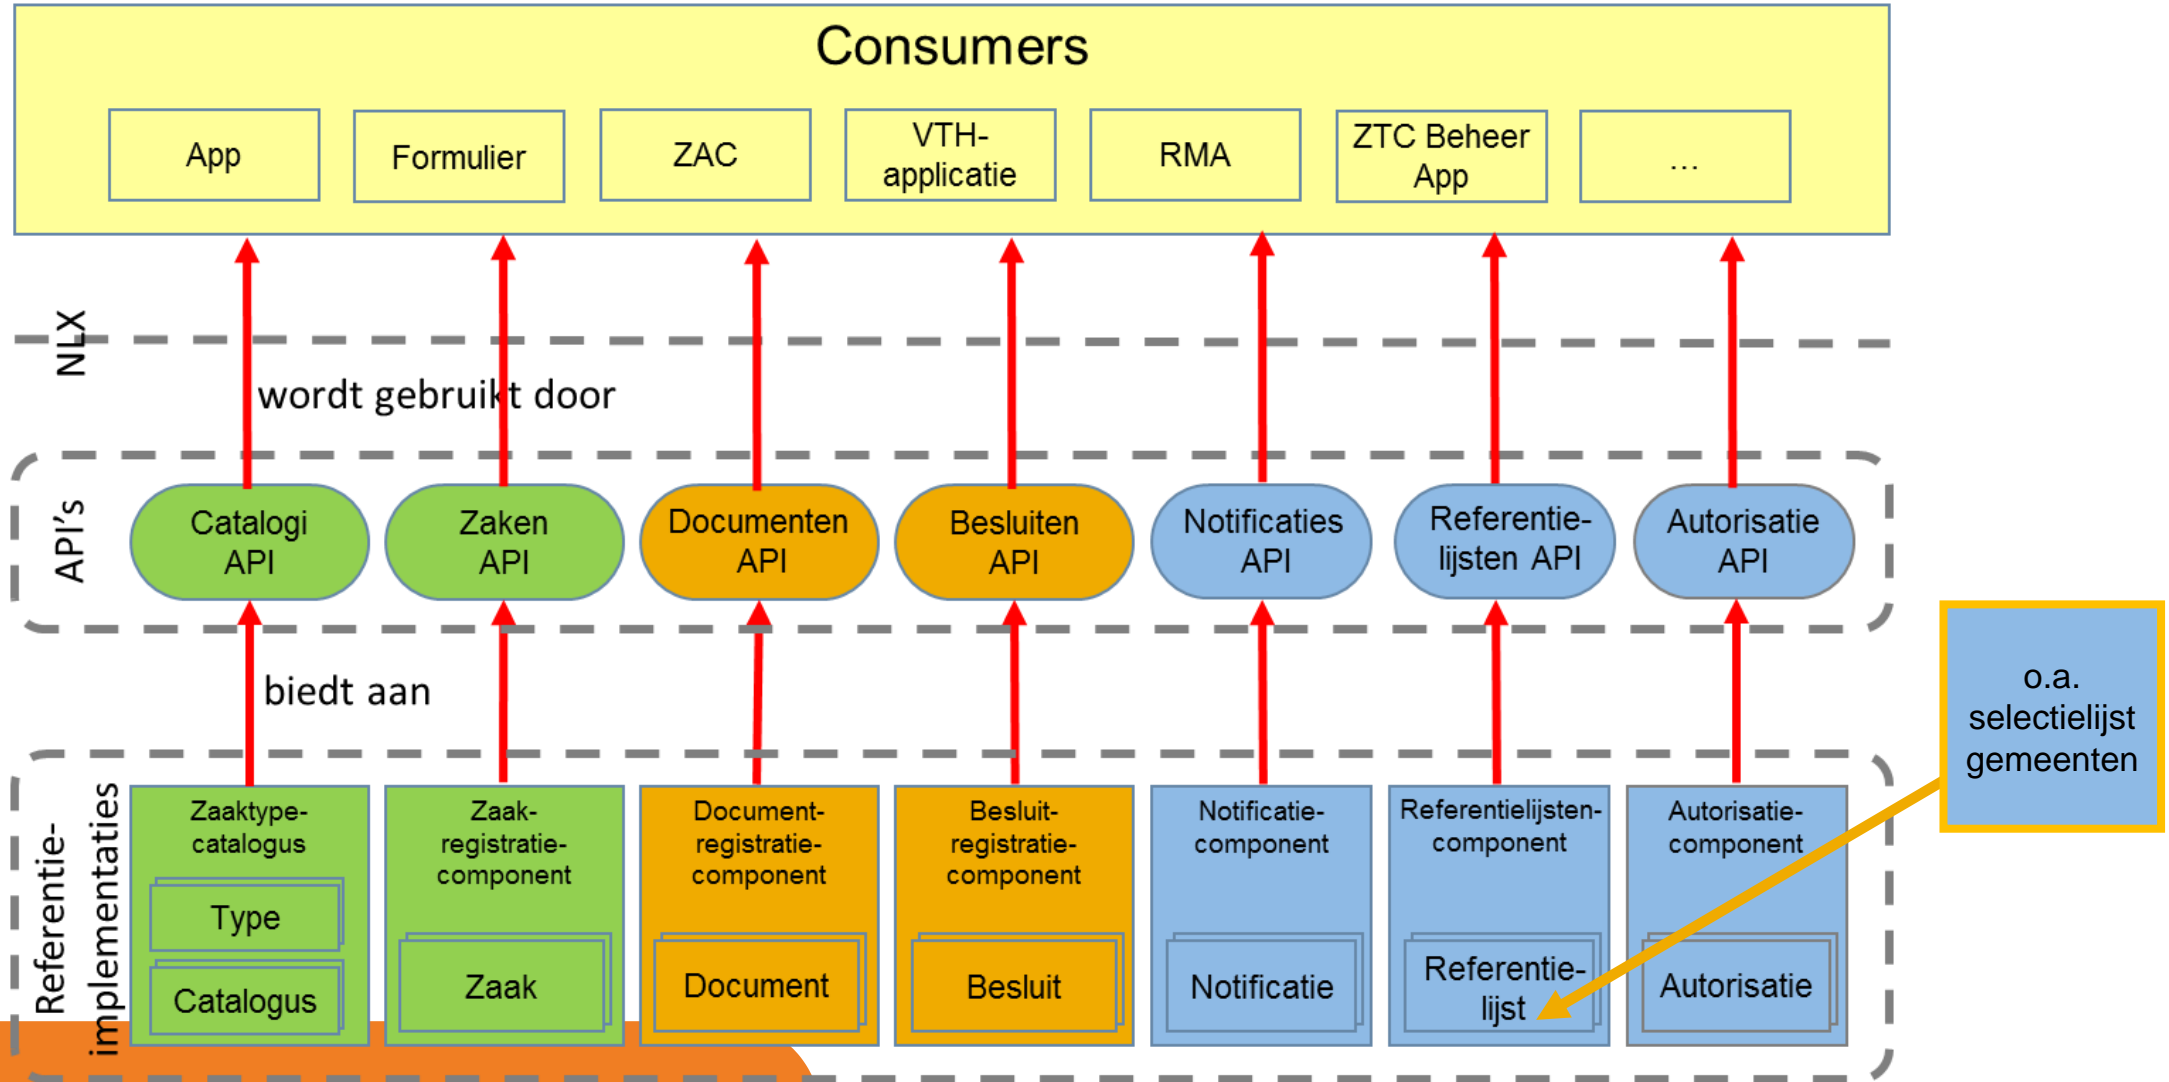 Consumers
App
Formulier
ZAC
VTH-
applicatie
RMA
ZTC Beheer
App
...
NLX
wordt gebruikt door
API's
Catalogi
API
Zaken
API
Documenten
API
Besluiten
API
Notificaties
API
Referentie-
lijsten API
Autorisatie
API
biedt aan
o.a.
selectielijst
gemeenten
Referentie-
implementaties
Zaaktype-
catalogus
Type
Catalogus
Zaak-
registratie-
component
Zaak
Document-
registratie-
component
Document
Besluit-
registratie-
component
Besluit
Notificatie-
component
Notificatie
Referentielijsten-
component
Referentie-
lijst
Autorisatie-
component
Autorisatie